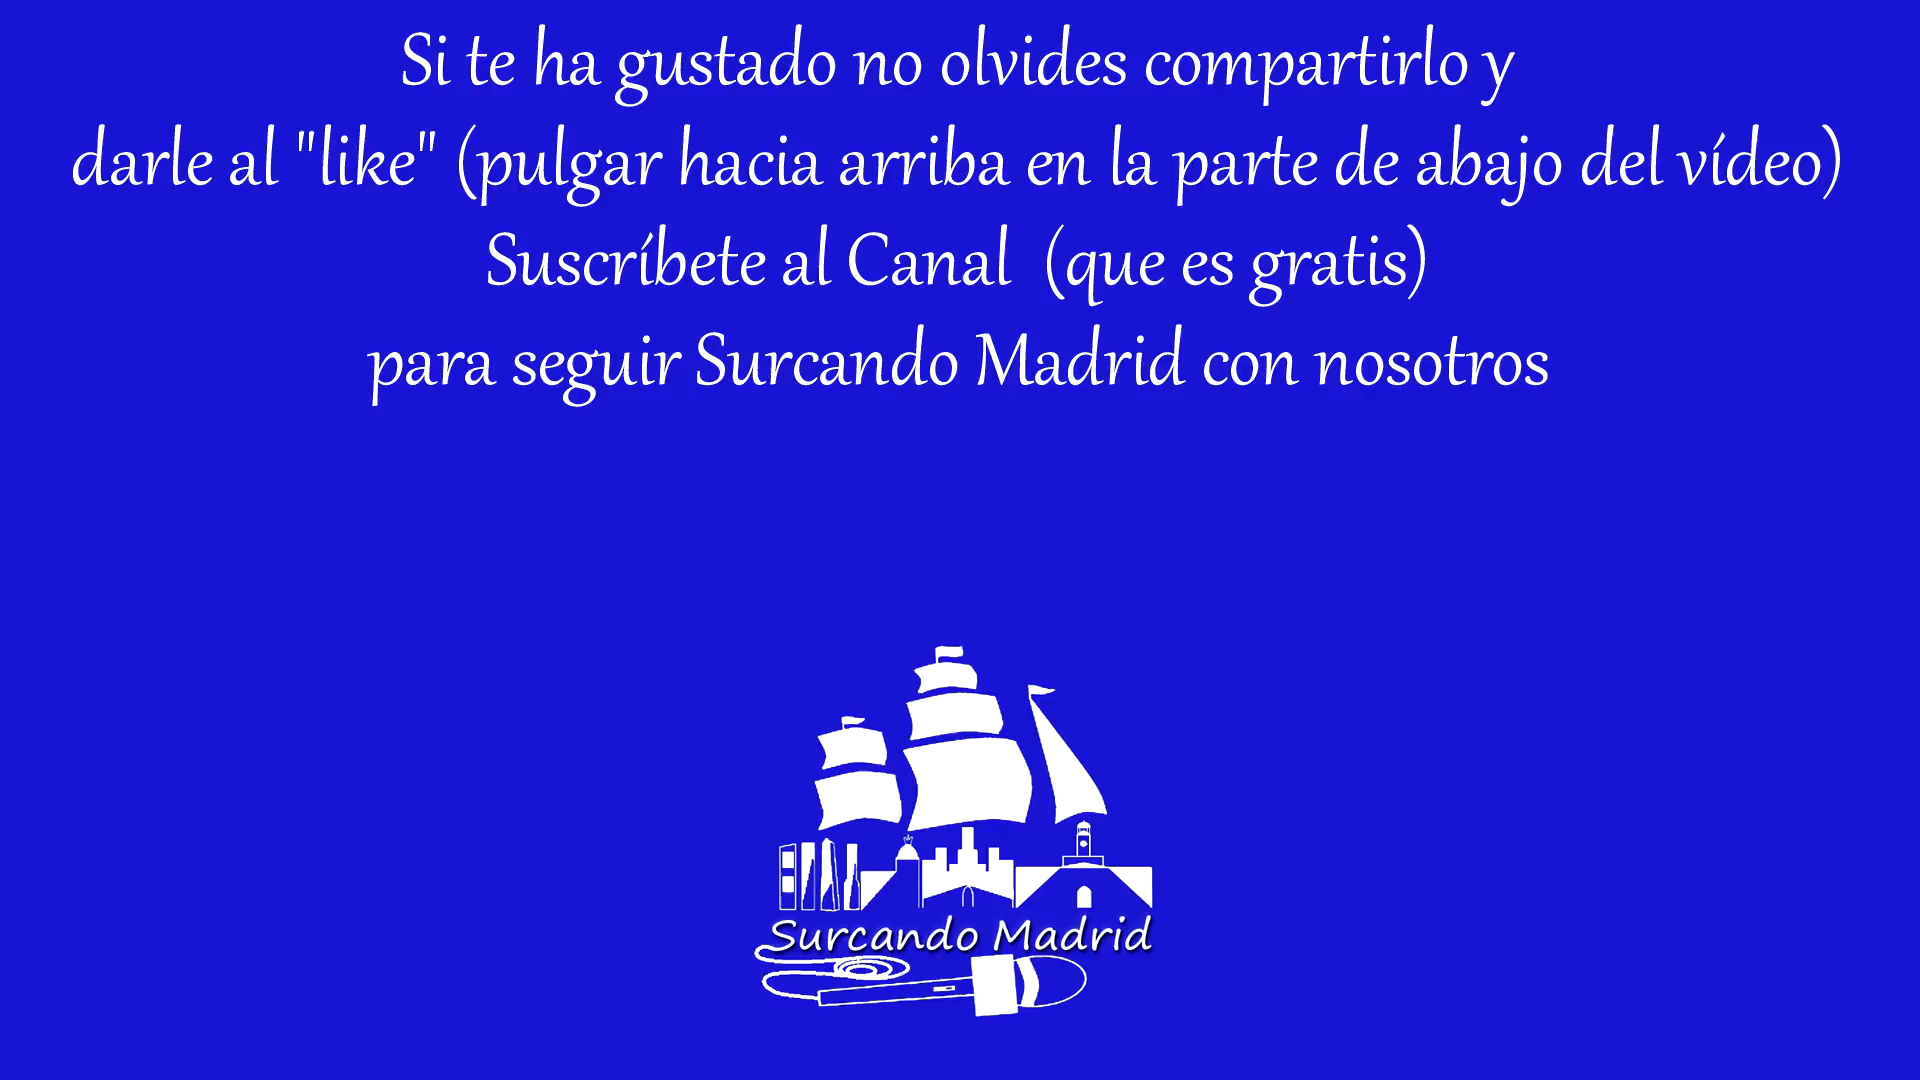 Si te ha gustado no olvides compartirlo y
darle al "like" (pulgar hacia arriba en la parte de abajo del vídeo)
Suscríbete al Canal (que es gratis)
para seguir Surcando Madrid con nosotros
Surcando Madrid